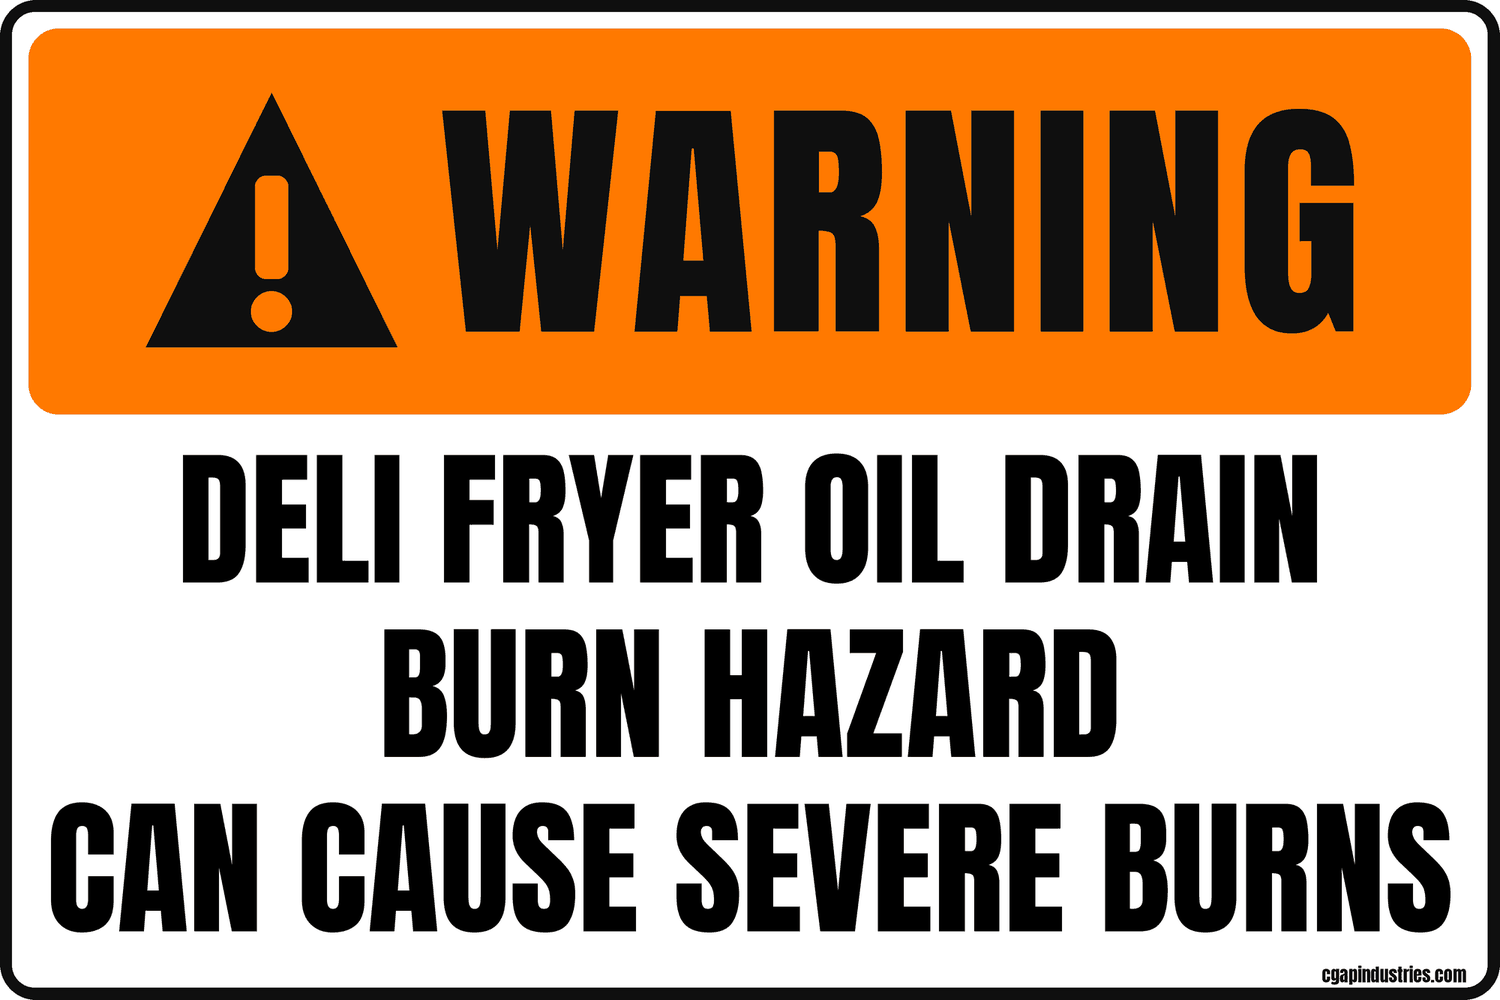 WARNING
DELI FRYER OIL DRAIN
BURN HAZARD
CAN CAUSE SEVERE BURNS
cgapindustries.com